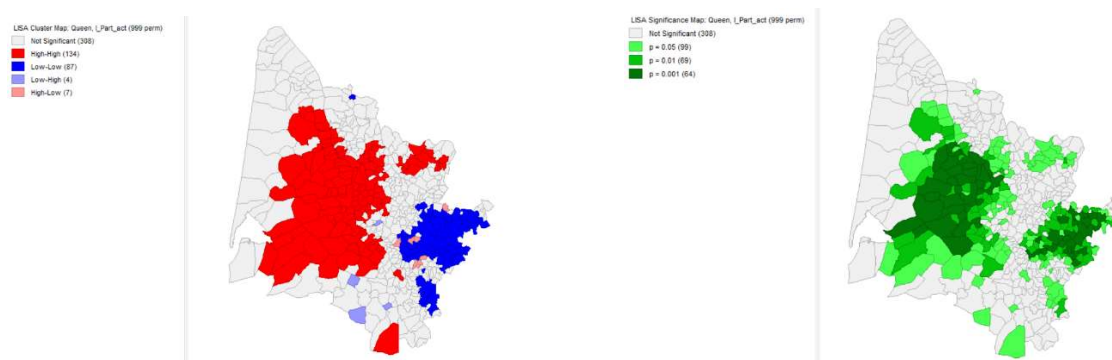 LISA Cluster Map: Queen, I_Part_act (999 perm)
Not Significant (308)
High-High (134)
Low-Low (87)
Low-High (4)
High-Low (7)
LISA Significance Map: Queen, I_Part_act (999 perm)
Not Significant (308)
p = 0.05 (99)
p = 0.01 (69)
p = 0.001 (64)